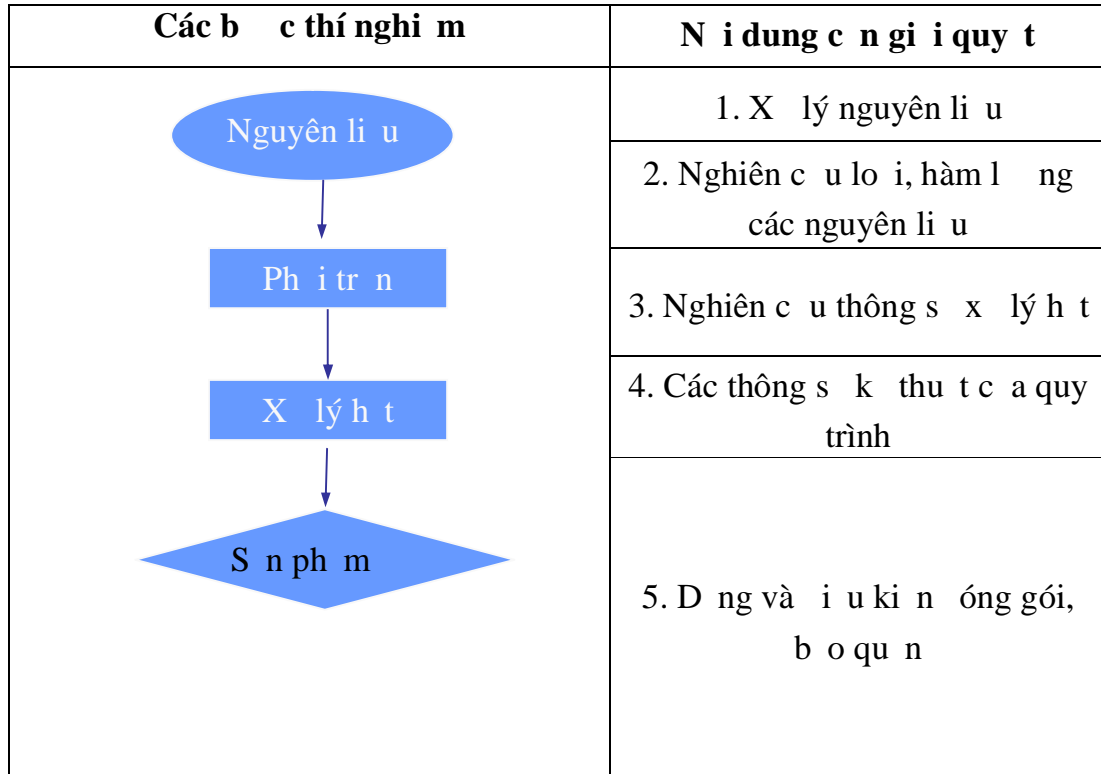 Các b c thí nghi m
N i dung c n gi i quy t
Nguyên li u
Ph i tr n
X lý h t
S n ph m
1. X lý nguyên li u
2. Nghiên c u lo i, hàm l ng
các nguyên li u
3. Nghiên c u thông s x lý h t
4. Các thông s k thu t c a quy
trình
5. D ng và i u ki n óng gói,
b o qu n